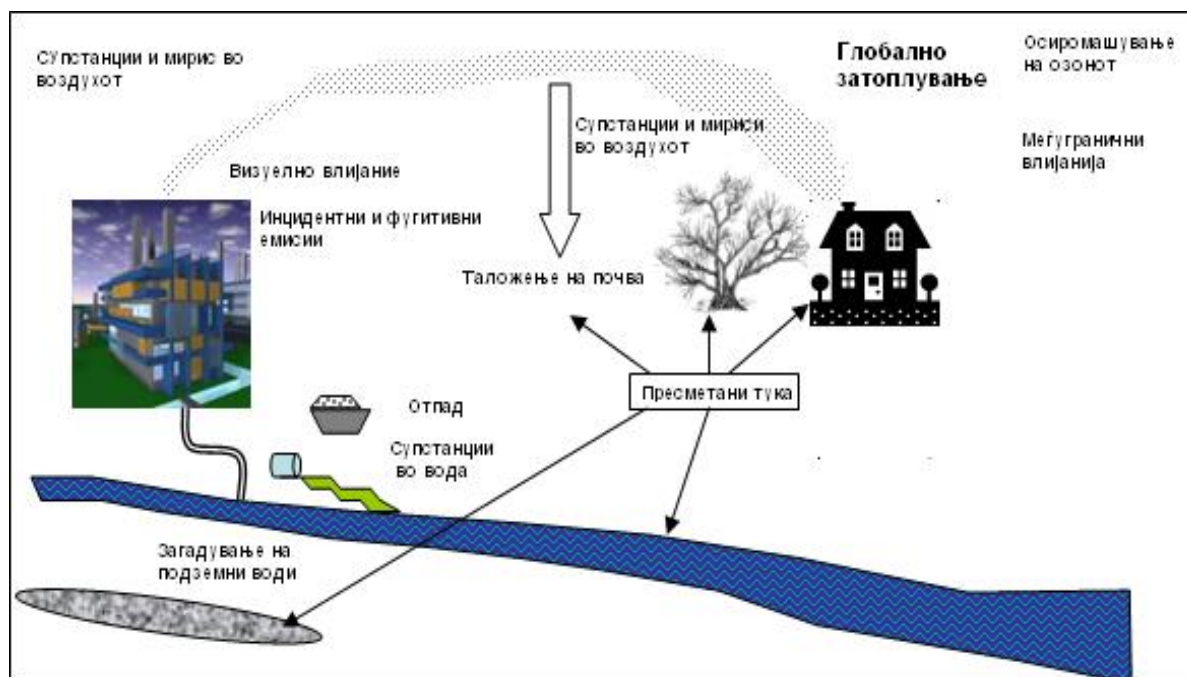 СУпстанции и мирис во
воздухот
Глобално
затоплување
Осиромашување
на озонот
Супстанции и мириси
во воздухот
Меѓугранични
влијанија
Визуелно влијание
Инцидентни и фугитивни
емисии
Таложење на почва
Пресметани тука
Отпад
Супстанции
во вода
Загадување на
подземни води